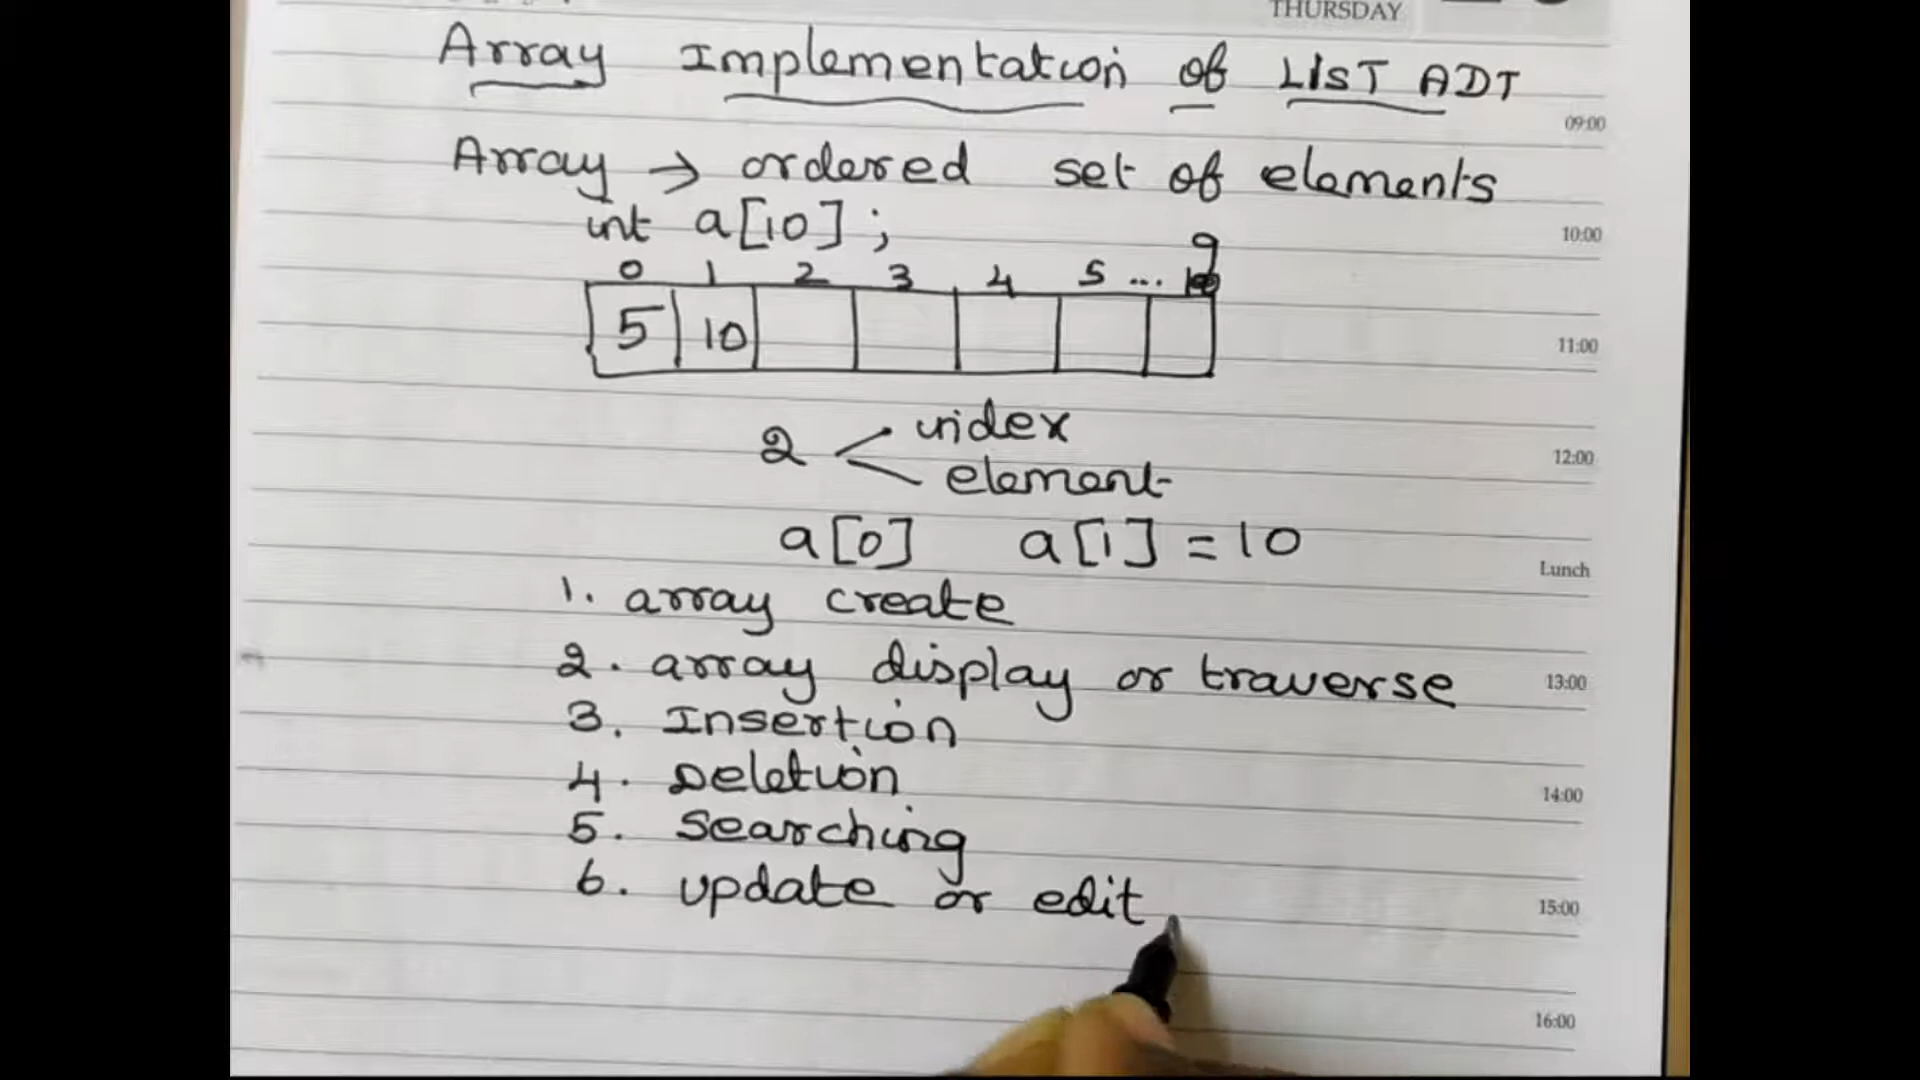 THURSDAY
Array Implementation of LIST ADT
09:00
Array → ordered set of elements
int a[10];
10:00
9
0 1 2 3 4 5 ...
5 10
11:00
2 < index
element
12:00
a[0] a[1] = 10
Lunch
1. array create
2. array display or traverse
13:00
3. Insertion
4. Deletion
14:00
5. Searching
6. update or edit
15:00
16:00